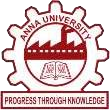 ANNA UNIVERSITY
PROGRESS THROUGH KNOWLEDGE